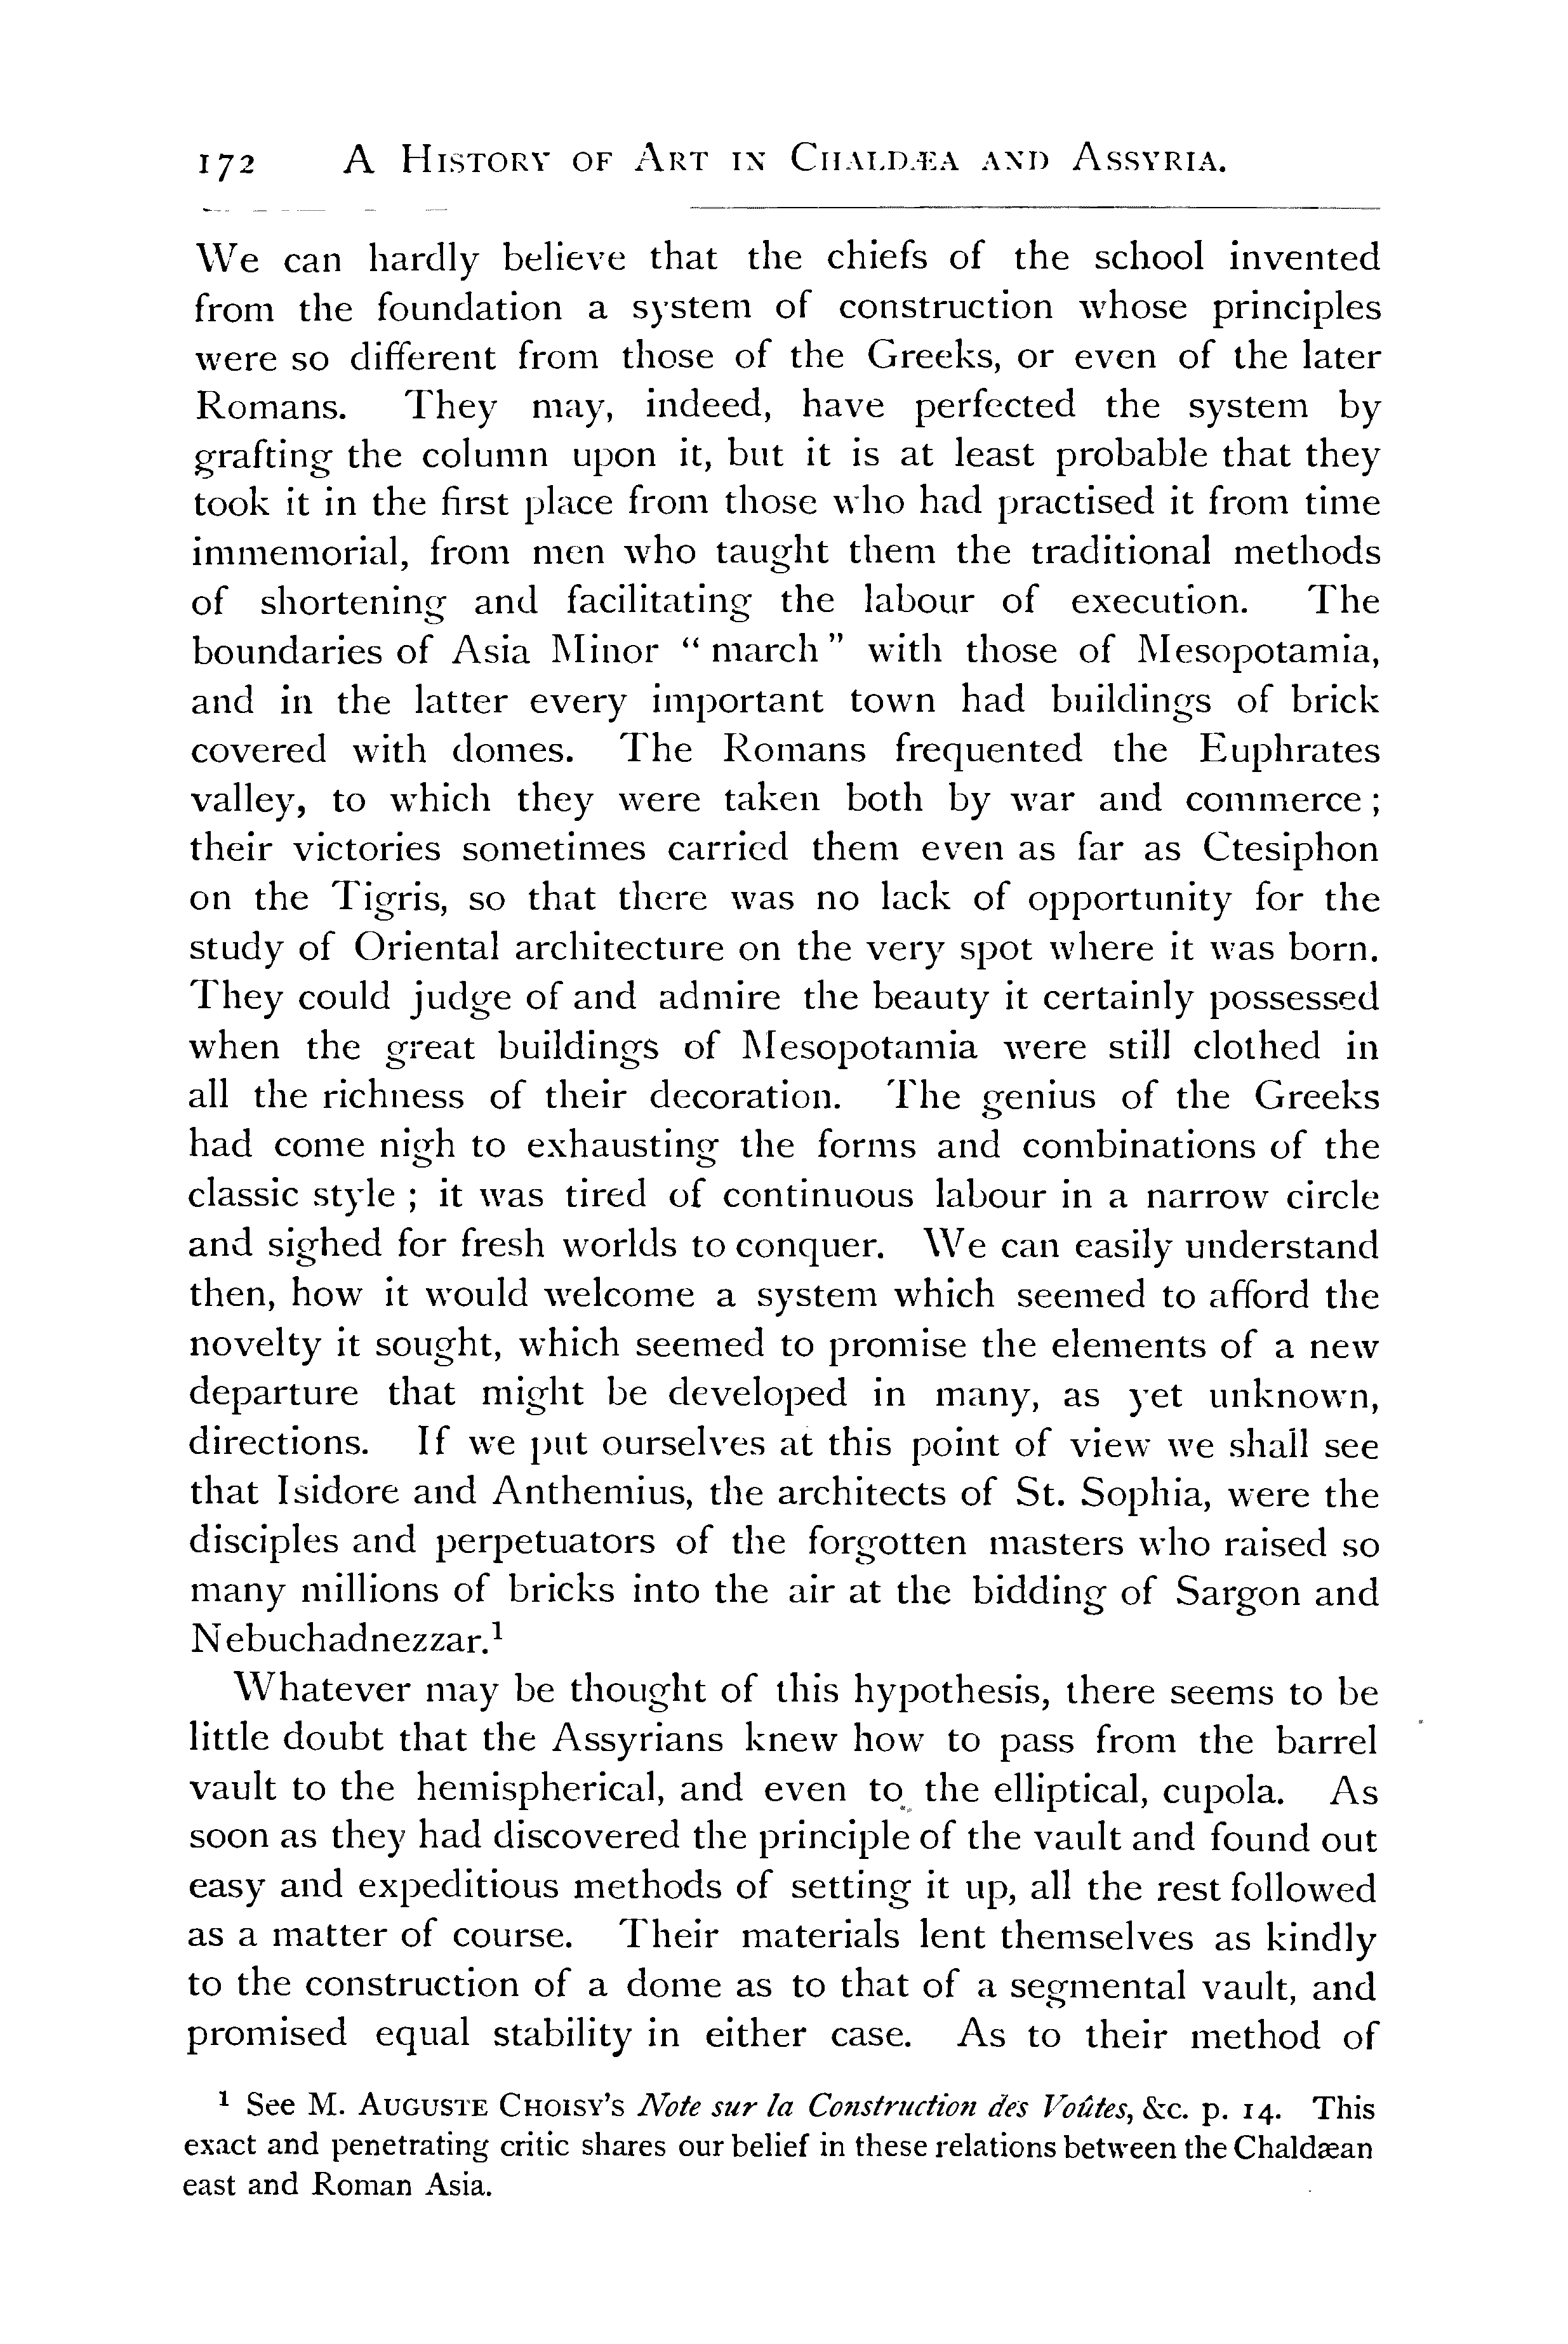 172 A History of Art in Chaldæa and Assyria.
We can hardly believe that the chiefs of the school invented
from the foundation a system of construction whose principles
were so different from those of the Greeks, or even of the later
Romans. They may, indeed, have perfected the system by
grafting the column upon it, but it is at least probable that they
took it in the first place from those who had practised it from time
immemorial, from men who taught them the traditional methods
of shortening and facilitating the labour of execution. The
boundaries of Asia Minor “ march ” with those of Mesopotamia,
and in the latter every important town had buildings of brick
covered with domes. The Romans frequented the Euphrates
valley, to which they were taken both by war and commerce ;
their victories sometimes carried them even as far as Ctesiphon
on the Tigris, so that there was no lack of opportunity for the
study of Oriental architecture on the very spot where it was born.
They could judge of and admire the beauty it certainly possessed
when the great buildings of Mesopotamia were still clothed in
all the richness of their decoration. The genius of the Greeks
had come nigh to exhausting the forms and combinations of the
classic style ; it was tired of continuous labour in a narrow circle
and sighed for fresh worlds to conquer. We can easily understand
then, how it would welcome a system which seemed to afford the
novelty it sought, which seemed to promise the elements of a new
departure that might be developed in many, as yet unknown,
directions. If we put ourselves at this point of view we shall see
that Isidore and Anthemius, the architects of St. Sophia, were the
disciples and perpetuators of the forgotten masters who raised so
many millions of bricks into the air at the bidding of Sargon and
Nebuchadnezzar.¹
Whatever may be thought of this hypothesis, there seems to be
little doubt that the Assyrians knew how to pass from the barrel
vault to the hemispherical, and even to the elliptical, cupola. As
soon as they had discovered the principle of the vault and found out
easy and expeditious methods of setting it up, all the rest followed
as a matter of course. Their materials lent themselves as kindly
to the construction of a dome as to that of a segmental vault, and
promised equal stability in either case. As to their method of
¹ See M. Auguste Choisy’s Note sur la Construction des Voûtes, &c. p. 14. This
exact and penetrating critic shares our belief in these relations between the Chaldæan
east and Roman Asia.